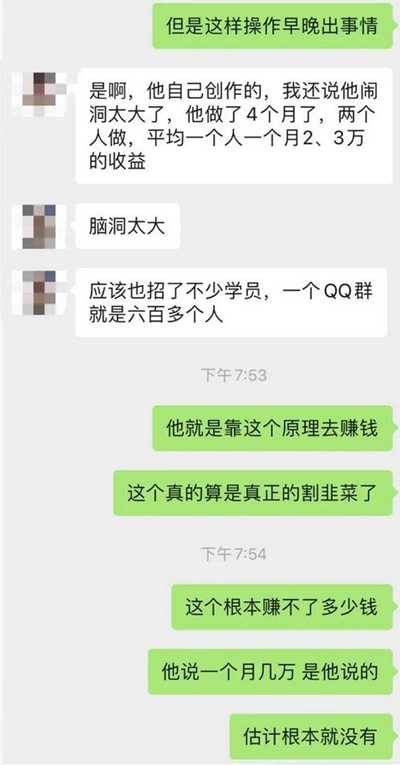 但是这样操作早晚出事情
是啊，他自己创作的，我还说他闹
洞太大了，他做了4个月了，两个
人做，平均一个人一个月2、3万
的收益
脑洞太大
应该也招了不少学员，一个QQ群
就是六百多个人
下午7:53
他就是靠这个原理去赚钱
这个真的算是真正的割韭菜了
下午7:54
这个根本赚不了多少钱
他说一个月几万 是他说的
估计根本就没有